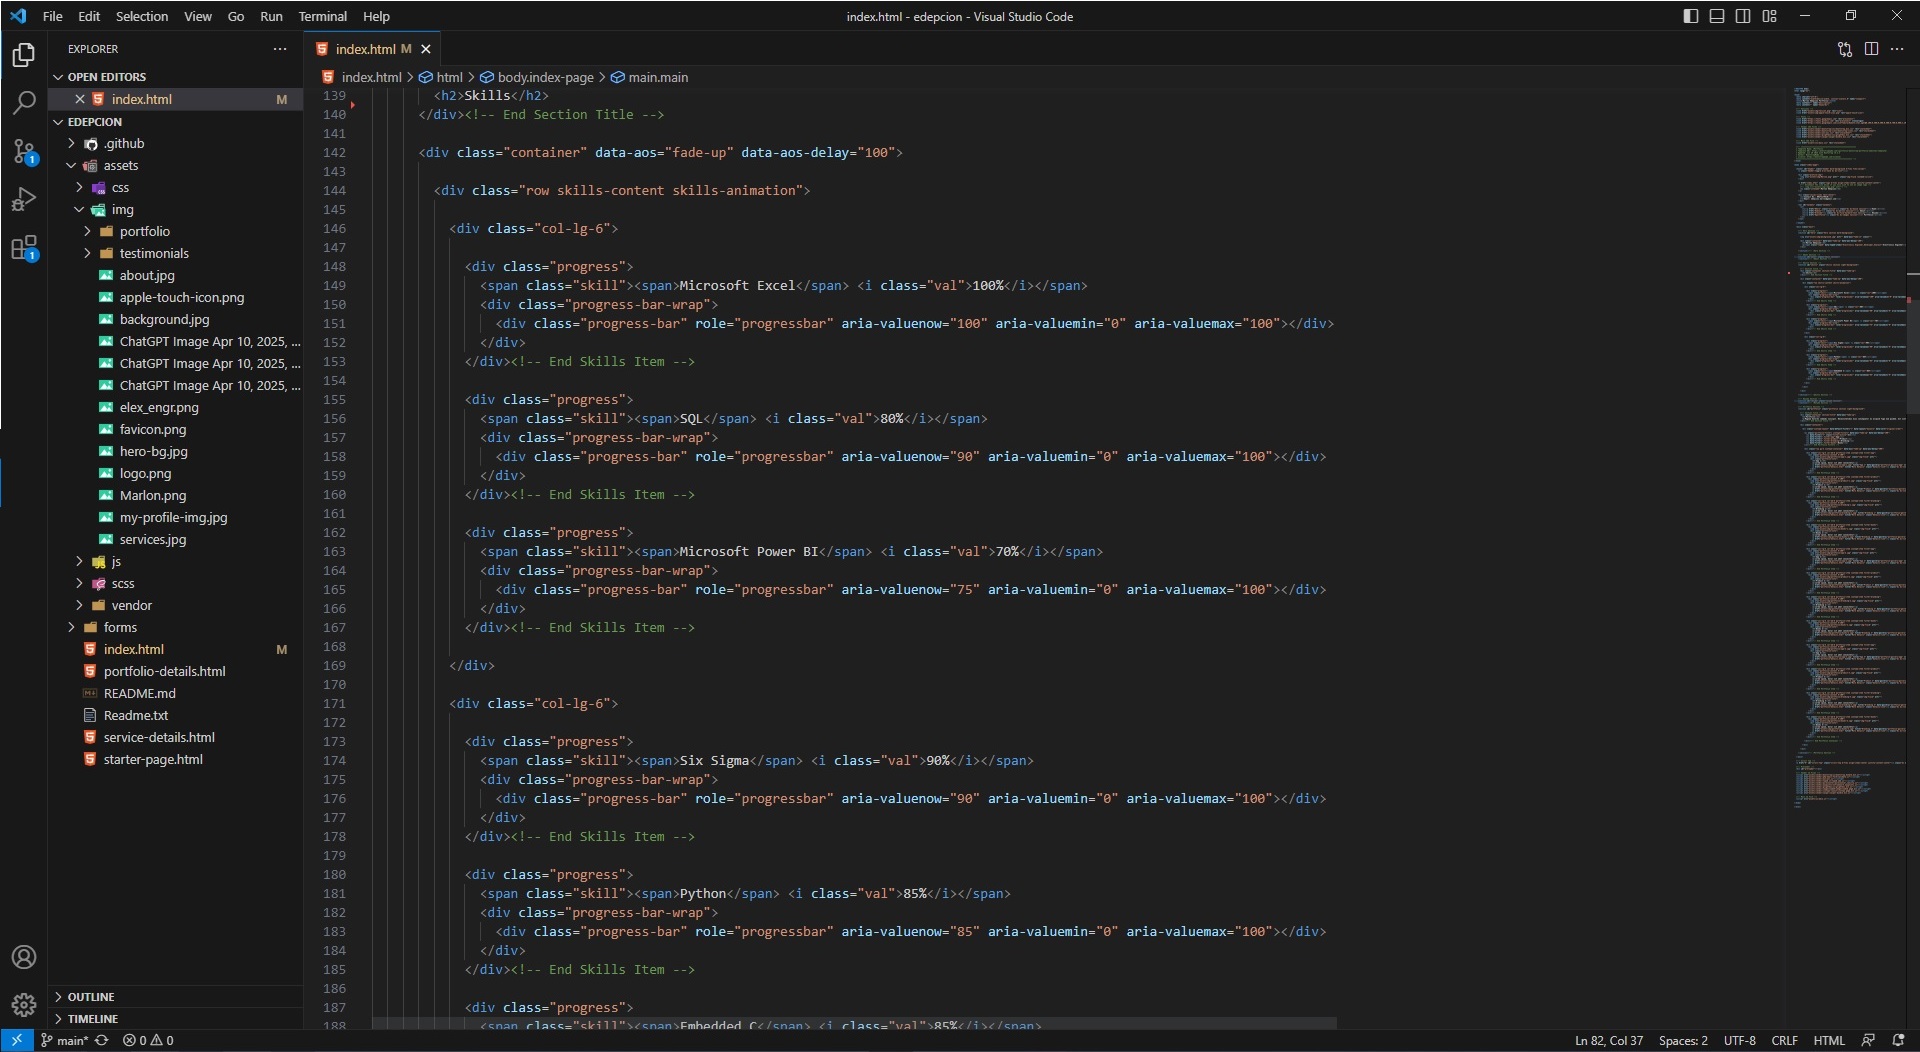 File Edit Selection View Go Run Terminal Help
index.html - edepcion - Visual Studio Code
EXPLORER
OPEN EDITORS
index.html M
EDEPCION
.github
assets
css
img
portfolio
testimonials
about.jpg
apple-touch-icon.png
background.jpg
ChatGPT Image Apr 10, 2025, ...
ChatGPT Image Apr 10, 2025, ...
ChatGPT Image Apr 10, 2025, ...
elex_engr.png
favicon.png
hero-bg.jpg
logo.png
Marlon.png
my-profile-img.jpg
services.jpg
js
scss
vendor
forms
index.html M
portfolio-details.html
README.md
Readme.txt
service-details.html
starter-page.html
OUTLINE
TIMELINE
1
1
index.html M
index.html > html > body.index-page > main.main
139 <h2>Skills</h2>
140 </div><!-- End Section Title -->
141
142 <div class="container" data-aos="fade-up" data-aos-delay="100">
143
144 <div class="row skills-content skills-animation">
145
146 <div class="col-lg-6">
147
148 <div class="progress">
149 <span class="skill"><span>Microsoft Excel</span> <i class="val">100%</i></span>
150 <div class="progress-bar-wrap">
151 <div class="progress-bar" role="progressbar" aria-valuenow="100" aria-valuemin="0" aria-valuemax="100"></div>
152 </div>
153 </div><!-- End Skills Item -->
154
155 <div class="progress">
156 <span class="skill"><span>SQL</span> <i class="val">80%</i></span>
157 <div class="progress-bar-wrap">
158 <div class="progress-bar" role="progressbar" aria-valuenow="90" aria-valuemin="0" aria-valuemax="100"></div>
159 </div>
160 </div><!-- End Skills Item -->
161
162 <div class="progress">
163 <span class="skill"><span>Microsoft Power BI</span> <i class="val">70%</i></span>
164 <div class="progress-bar-wrap">
165 <div class="progress-bar" role="progressbar" aria-valuenow="75" aria-valuemin="0" aria-valuemax="100"></div>
166 </div>
167 </div><!-- End Skills Item -->
168
169 </div>
170
171 <div class="col-lg-6">
172
173 <div class="progress">
174 <span class="skill"><span>Six Sigma</span> <i class="val">90%</i></span>
175 <div class="progress-bar-wrap">
176 <div class="progress-bar" role="progressbar" aria-valuenow="90" aria-valuemin="0" aria-valuemax="100"></div>
177 </div>
178 </div><!-- End Skills Item -->
179
180 <div class="progress">
181 <span class="skill"><span>Python</span> <i class="val">85%</i></span>
182 <div class="progress-bar-wrap">
183 <div class="progress-bar" role="progressbar" aria-valuenow="85" aria-valuemin="0" aria-valuemax="100"></div>
184 </div>
185 </div><!-- End Skills Item -->
186
187 <div class="progress">
188 <span class="skill"><span>Embedded C</span> <i class="val">85%</i></span>
main* 0 0
Ln 82, Col 37 Spaces: 2 UTF-8 CRLF HTML